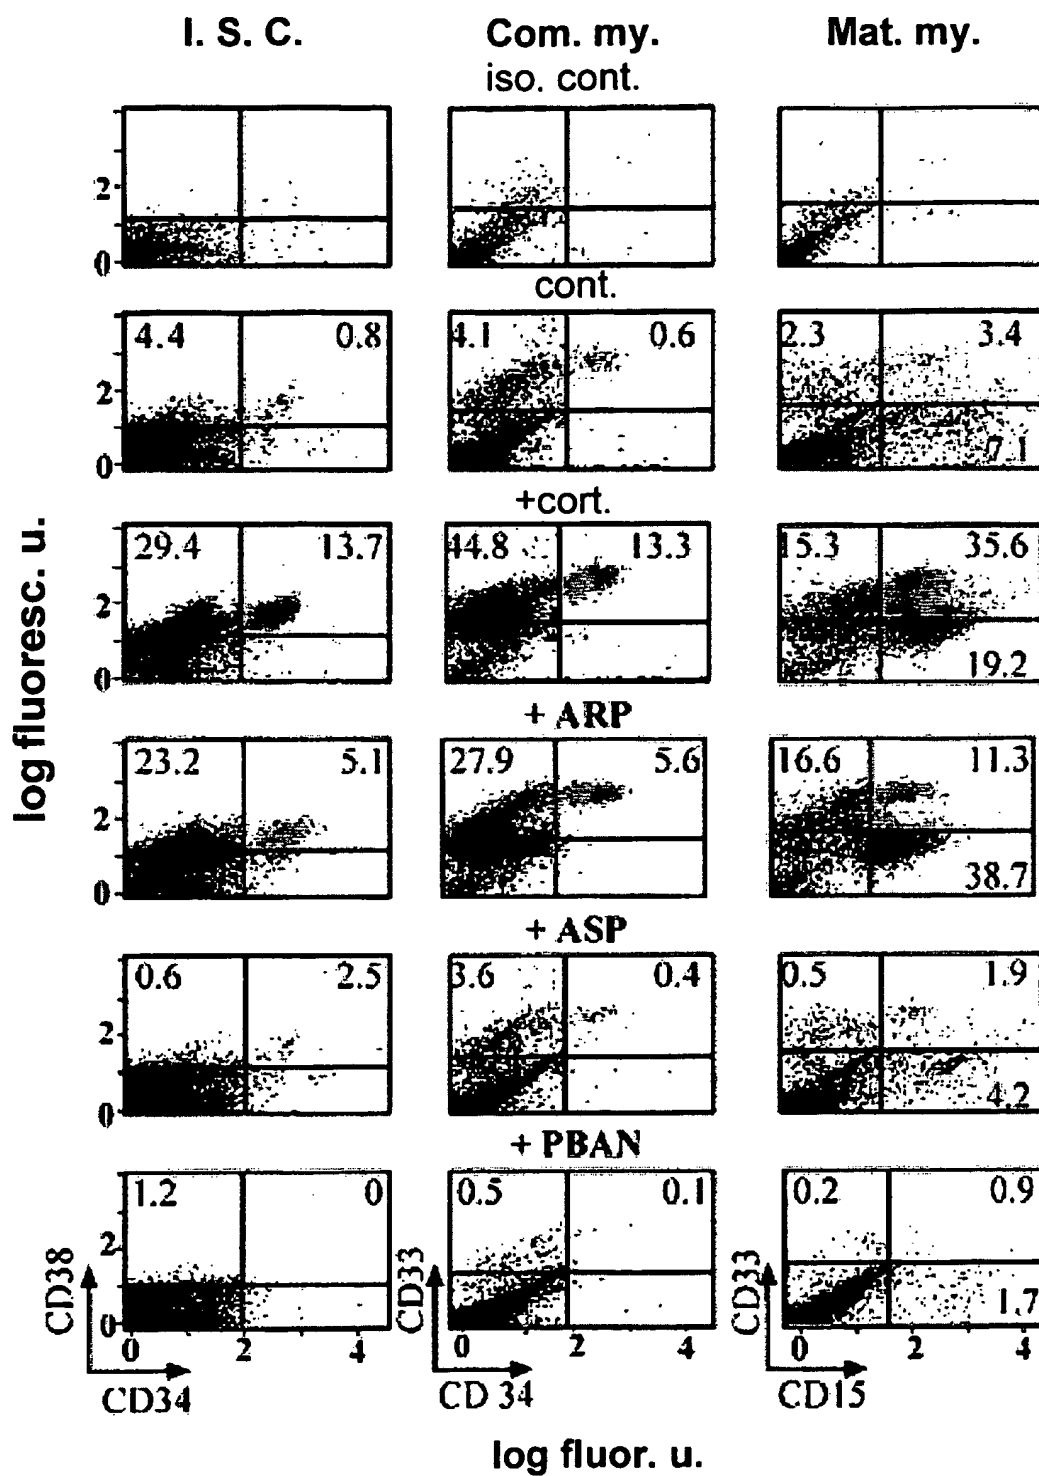 I. S. C. Com. my. Mat. my.
iso. cont.
2
0
cont.
4.4 0.8 4.1 0.6 2.3 3.4
2
0 7.1
+cort.
29.4 13.7 44.8 13.3 15.3 35.6
2
0 19.2
+ ARP
23.2 5.1 27.9 5.6 16.6 11.3
2
0 38.7
+ ASP
0.6 2.5 3.6 0.4 0.5 1.9
2
0 4.2
+ PBAN
1.2 0 0.5 0.1 0.2 0.9
2
0 1.7
0 2 4 0 2 4 0 2 4
log fluoresc. u.
CD38 CD33 CD33
CD34 CD 34 CD15
log fluor. u.